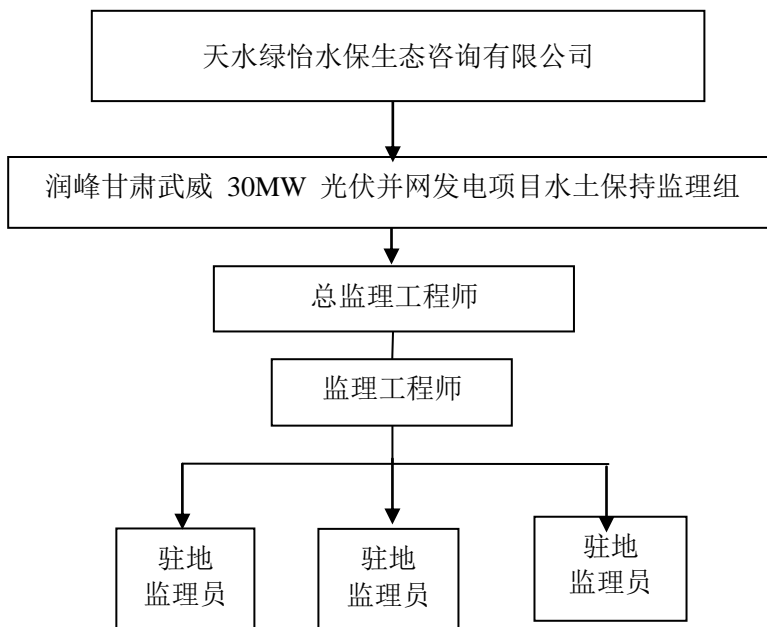 天水绿怡水保生态咨询有限公司
润峰甘肃武威 30MW 光伏并网发电项目水土保持监理组
总监理工程师
监理工程师
驻地
监理员
驻地
监理员
驻地
监理员